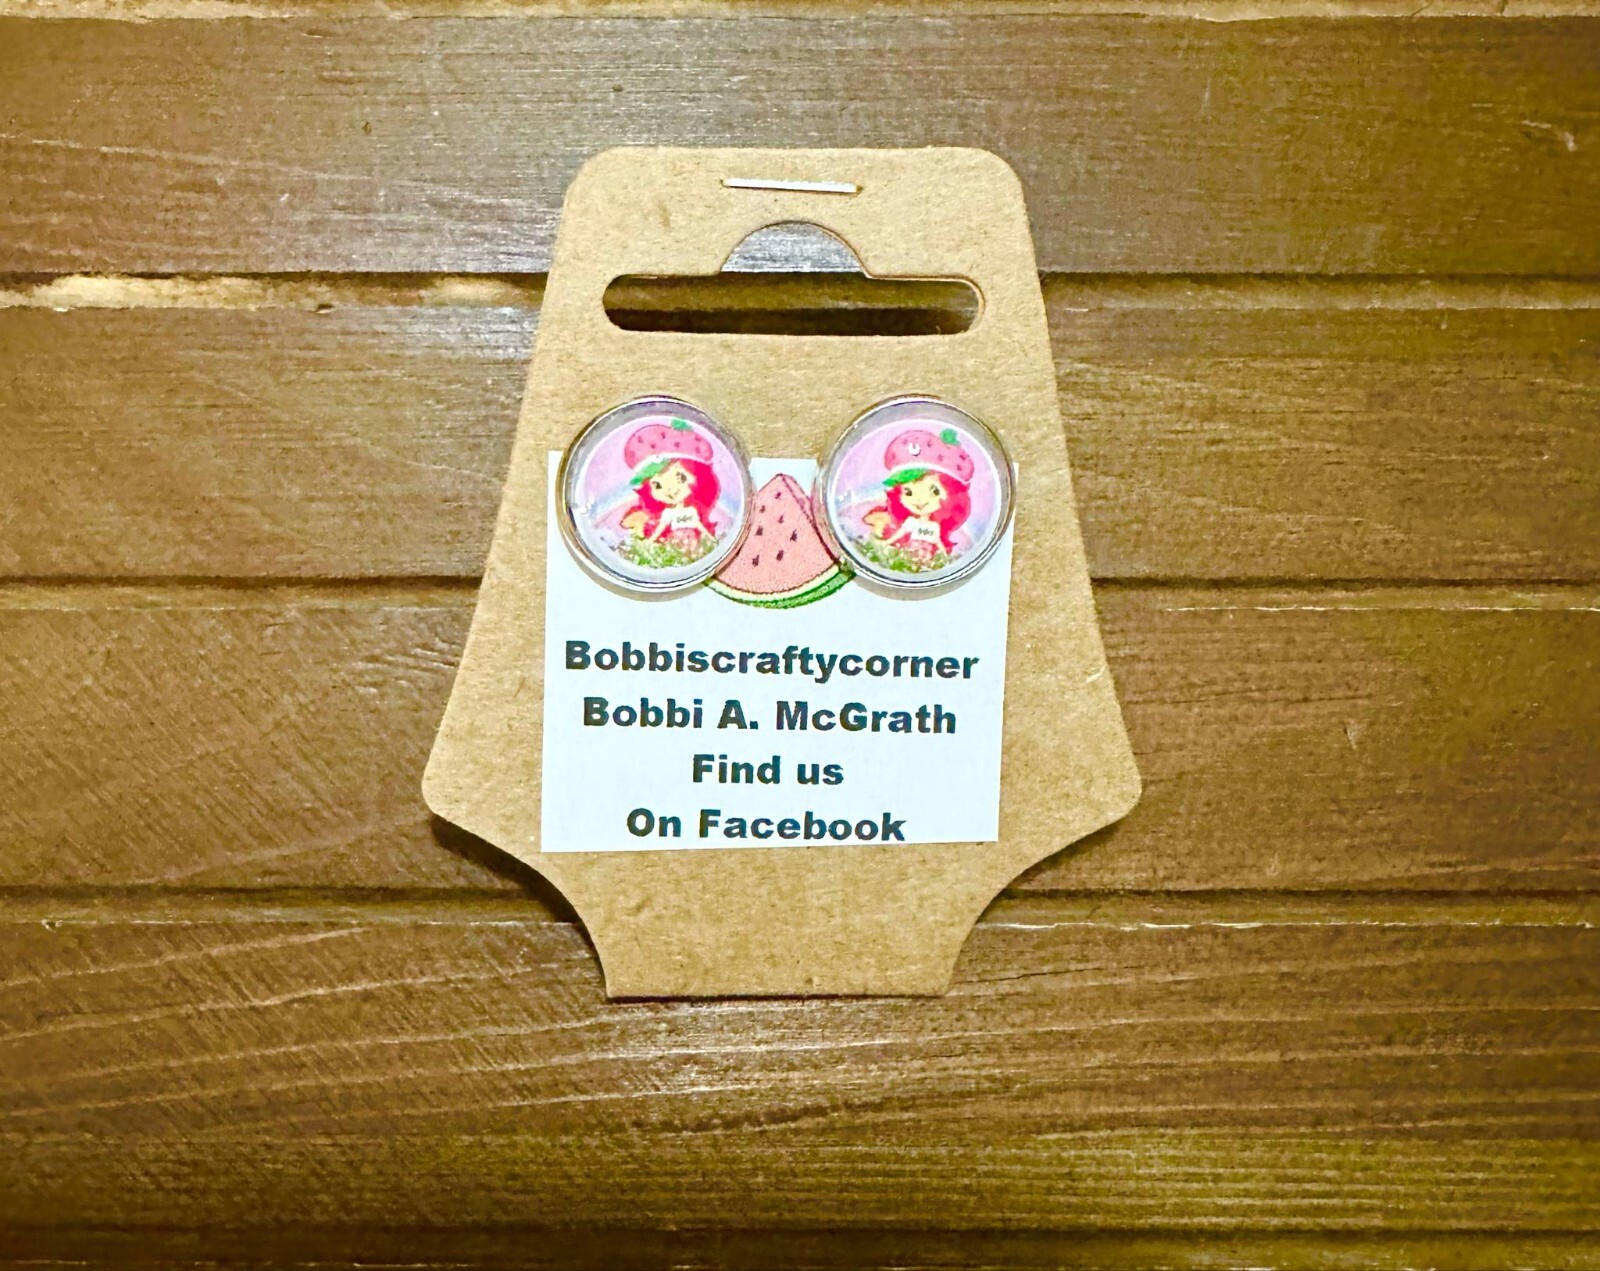 Bobbiscraftycorner
Bobbi A. McGrath
Find us
On Facebook